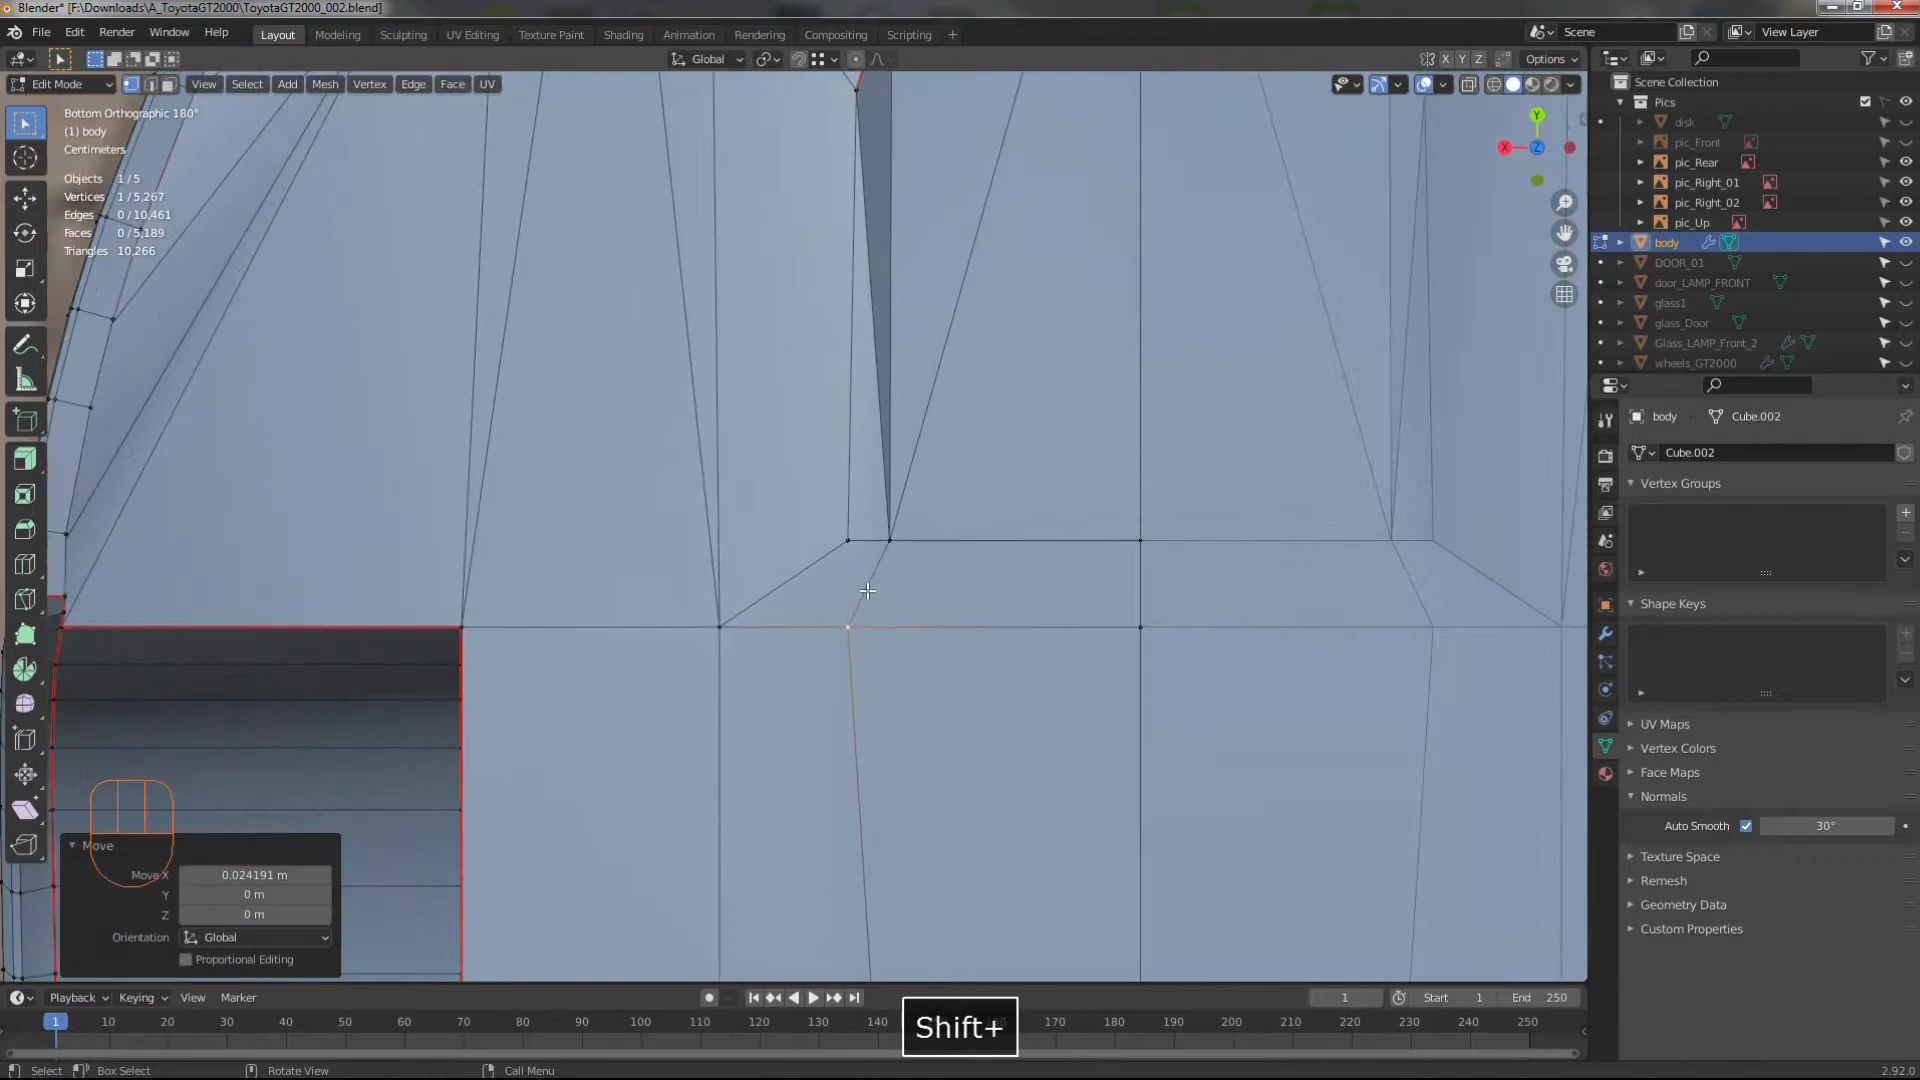 Blender* [F:\Downloads\A_ToyotaGT2000\ToyotaGT2000_002.blend]
File Edit Render Window Help Layout Modeling Sculpting UV Editing Texture Paint Shading Animation Rendering Compositing Scripting + Scene View Layer
Global X Y Z Options
Edit Mode View Select Add Mesh Vertex Edge Face UV
Bottom Orthographic 180°
(1) body
Centimeters
Objects 1/5
Vertices 1/5,267
Edges 0/10,461
Faces 0/5,189
Triangles 10,266
Y
X
Z
Scene Collection
Pics
disk
pic_Front
pic_Rear
pic_Right_01
pic_Right_02
pic_Up
body
DOOR_01
door_LAMP_FRONT
glass1
glass_Door
Glass_LAMP_Front_2
wheels_GT2000
body Cube.002
Cube.002
Vertex Groups
Shape Keys
UV Maps
Vertex Colors
Face Maps
Normals
Auto Smooth 30°
Texture Space
Remesh
Geometry Data
Custom Properties
Move
Move X 0.024191 m
Y 0 m
Z 0 m
Orientation Global
Proportional Editing
Playback Keying View Marker 1 Start 1 End 250
1 10 20 30 40 50 60 70 80 90 100 110 120 130 140 170 180 190 200 210 220 230 240 250
Shift+
Select Box Select Rotate View Call Menu 2.92.0